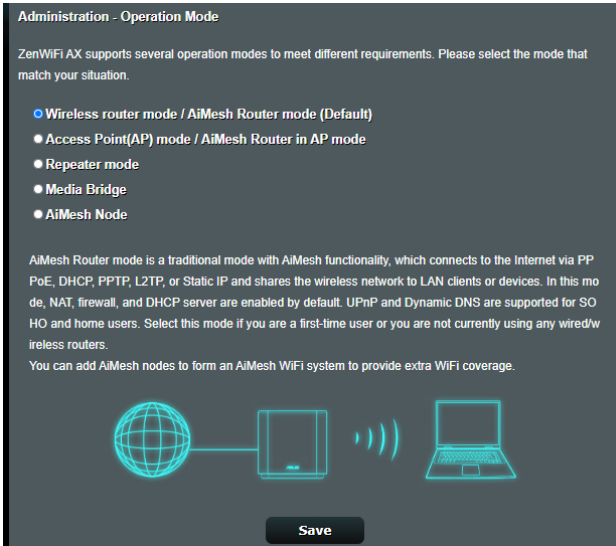 Administration - Operation Mode
ZenWiFi AX supports several operation modes to meet different requirements. Please select the mode that
match your situation.
Wireless router mode / AiMesh Router mode (Default)
Access Point(AP) mode / AiMesh Router in AP mode
Repeater mode
Media Bridge
AiMesh Node
AiMesh Router mode is a traditional mode with AiMesh functionality, which connects to the Internet via PP
PoE, DHCP, PPTP, L2TP, or Static IP and shares the wireless network to LAN clients or devices. In this mo
de, NAT, firewall, and DHCP server are enabled by default. UPnP and Dynamic DNS are supported for SO
HO and home users. Select this mode if you are a first-time user or you are not currently using any wired/w
ireless routers.
You can add AiMesh nodes to form an AiMesh WiFi system to provide extra WiFi coverage.
ASUS
Save